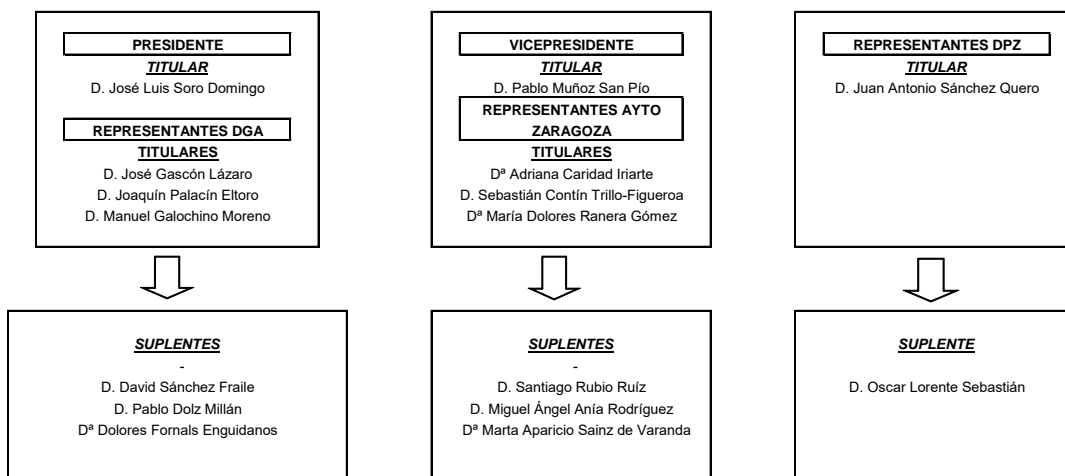 PRESIDENTE
TITULAR
D. José Luis Soro Domingo
REPRESENTANTES DGA
TITULARES
D. José Gascón Lázaro
D. Joaquín Palacín Eltoro
D. Manuel Galochino Moreno
VICEPRESIDENTE
TITULAR
D. Pablo Muñoz San Pío
REPRESENTANTES AYTO
ZARAGOZA
TITULARES
Dª Adriana Caridad Iriarte
D. Sebastián Contín Trillo-Figueroa
Dª María Dolores Ranera Gómez
REPRESENTANTES DPZ
TITULAR
D. Juan Antonio Sánchez Quero
SUPLENTES
-
D. David Sánchez Fraile
D. Pablo Dolz Millán
Dª Dolores Fornals Enguidanos
SUPLENTES
-
D. Santiago Rubio Ruíz
D. Miguel Ángel Anía Rodríguez
Dª Marta Aparicio Sainz de Varanda
SUPLENTE
D. Oscar Lorente Sebastián